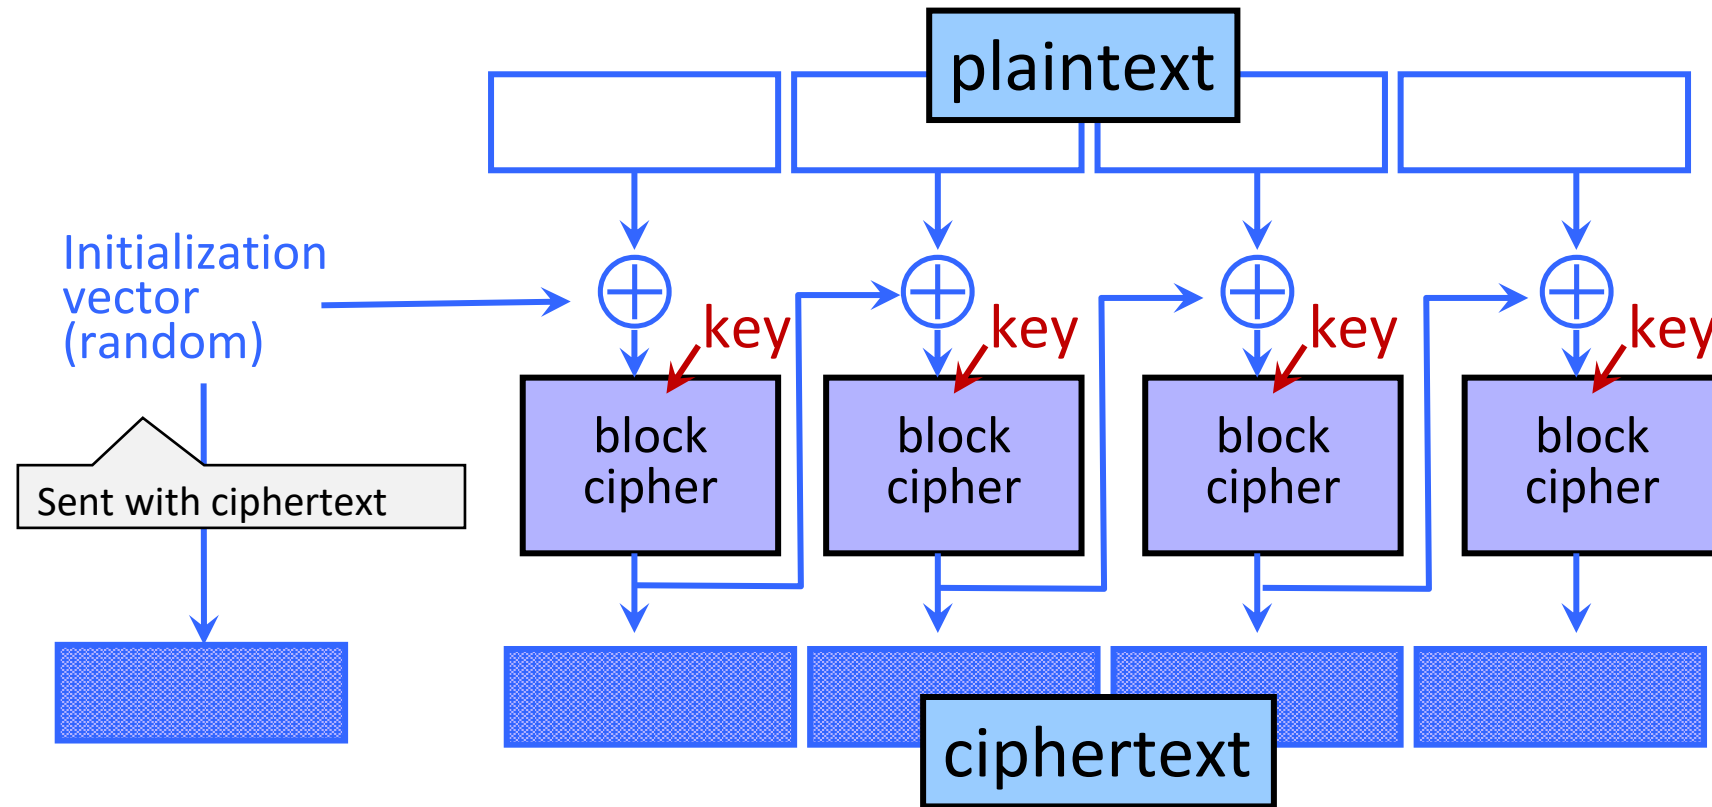 plaintext
Initialization
vector
(random)
key
key
key
key
block
cipher
block
cipher
block
cipher
block
cipher
Sent with ciphertext
ciphertext